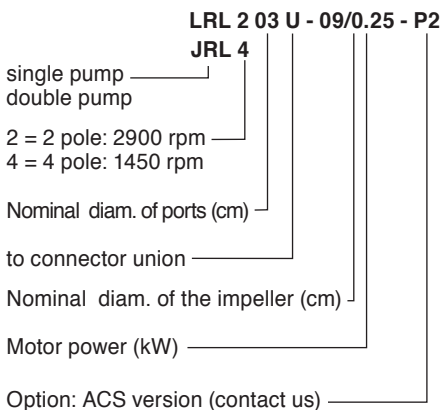 LRL 2 03 U - 09/0.25 - P2
JRL 4
single pump
double pump
2 = 2 pole: 2900 rpm
4 = 4 pole: 1450 rpm
Nominal diam. of ports (cm)
to connector union
Nominal diam. of the impeller (cm)
Motor power (kW)
Option: ACS version (contact us)